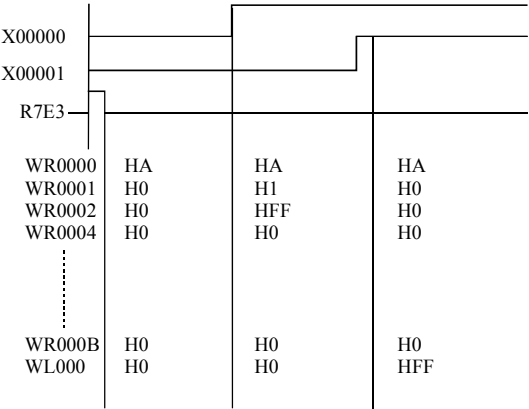 X00000
X00001
R7E3
WR0000 HA HA HA
WR0001 H0 H1 H0
WR0002 H0 HFF H0
WR0004 H0 H0 H0
WR000B H0 H0 H0
WL000 H0 H0 HFF